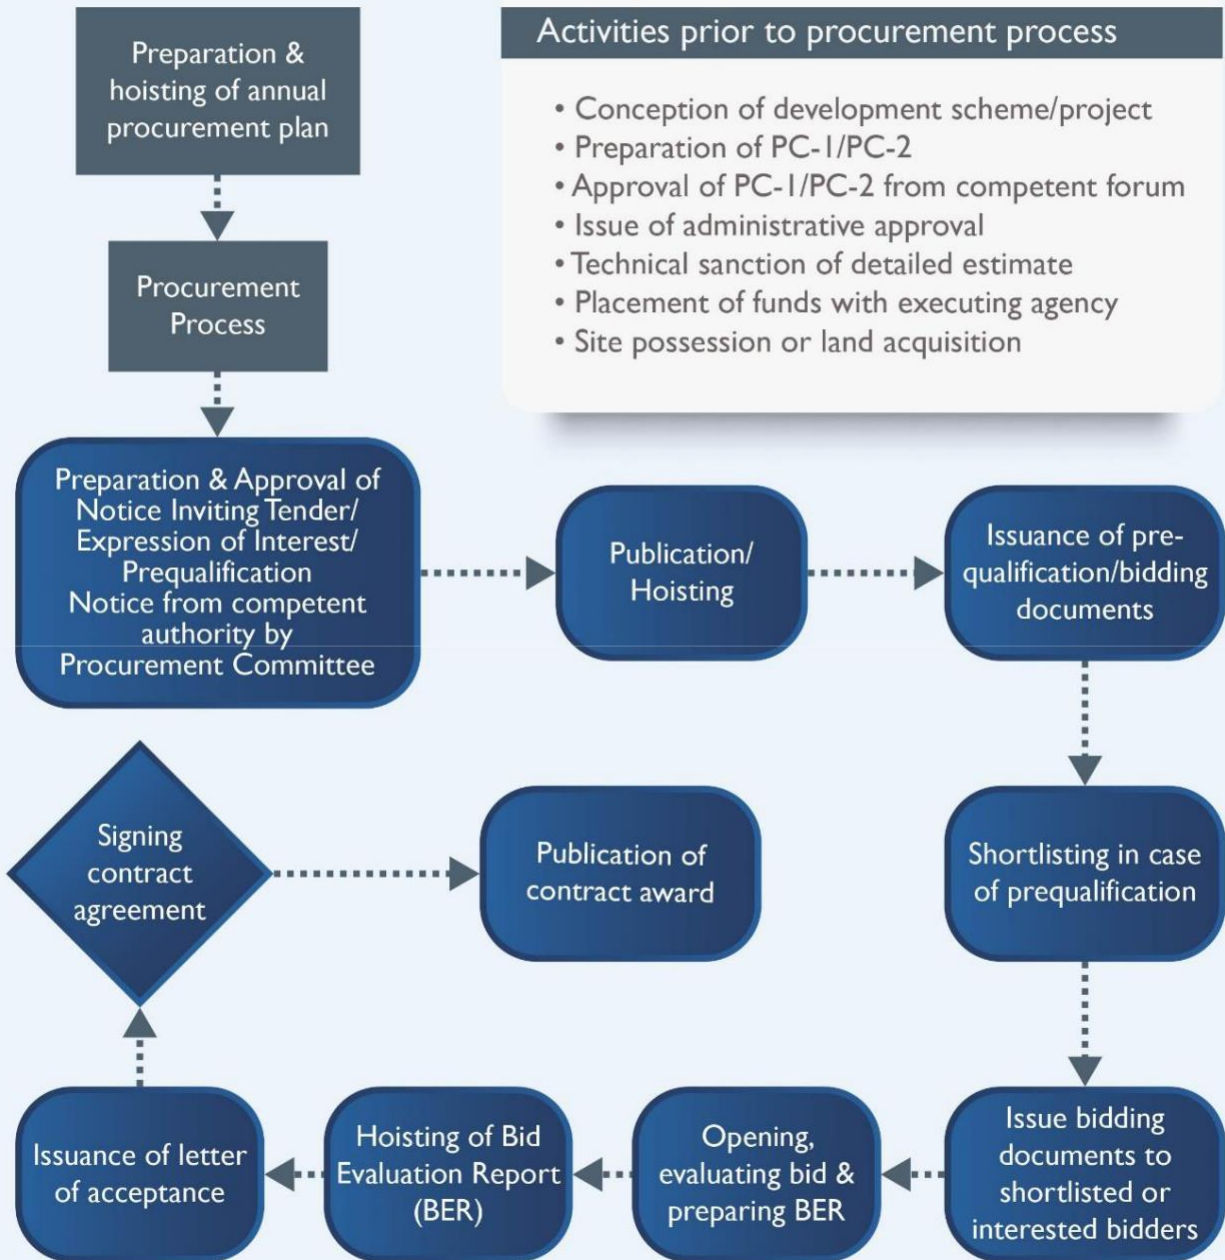 Preparation &
hoisting of annual
procurement plan
Activities prior to procurement process
• Conception of development scheme/project
• Preparation of PC-1/PC-2
• Approval of PC-1/PC-2 from competent forum
• Issue of administrative approval
• Technical sanction of detailed estimate
• Placement of funds with executing agency
• Site possession or land acquisition
Procurement
Process
Preparation & Approval of
Notice Inviting Tender/
Expression of Interest/
Prequalification
Notice from competent
authority by
Procurement Committee
Publication/
Hoisting
Issuance of pre-
qualification/bidding
documents
Shortlisting in case
of prequalification
Issue bidding
documents to
shortlisted or
interested bidders
Opening,
evaluating bid &
preparing BER
Hoisting of Bid
Evaluation Report
(BER)
Issuance of letter
of acceptance
Signing
contract
agreement
Publication of
contract award